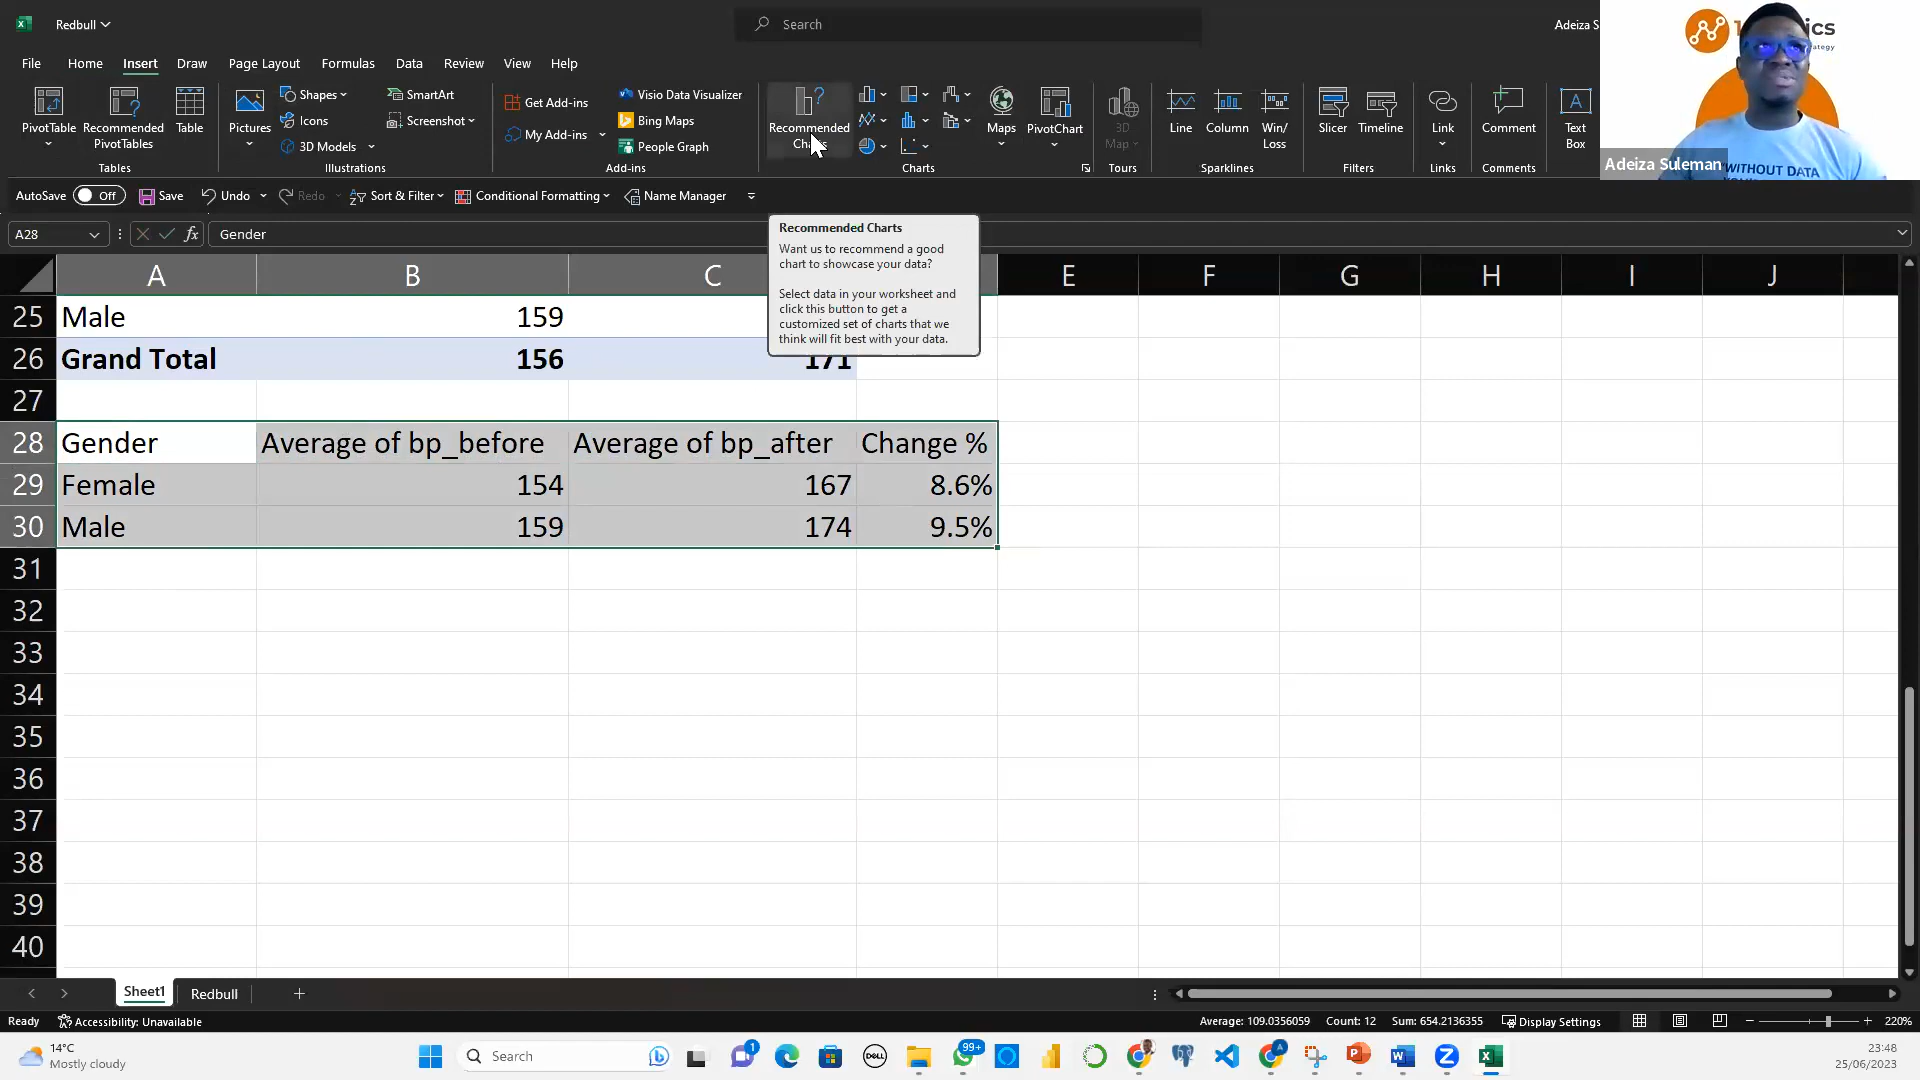 Redbull
Search
Adeiza S
ics
ategy
File Home Insert Draw Page Layout Formulas Data Review View Help
PivotTable
Recommended PivotTables
Table
Tables
Pictures
Shapes
Icons
3D Models
SmartArt
Screenshot
Illustrations
Get Add-ins
My Add-ins
Visio Data Visualizer
Bing Maps
People Graph
Add-ins
Recommended
Charts
Maps
PivotChart
Charts
3D Map
Tours
Line
Column
Win/ Loss
Sparklines
Slicer
Timeline
Filters
Link
Links
Comment
Comments
Text Box
"WITHOUT DATA
Adeiza Suleman
AutoSave Off Save Undo Redo Sort & Filter Conditional Formatting Name Manager
A28 fx Gender
Recommended Charts
Want us to recommend a good
chart to showcase your data?
Select data in your worksheet and
click this button to get a
customized set of charts that we
think will fit best with your data.
A B C E F G H I J
25 Male 159
26 Grand Total 156 171
27
28 Gender Average of bp_before Average of bp_after Change %
29 Female 154 167 8.6%
30 Male 159 174 9.5%
31
32
33
34
35
36
37
38
39
40
Sheet1 Redbull
Ready Accessibility: Unavailable Average: 109.0356059 Count: 12 Sum: 654.2136355 Display Settings 220%
14°C
Mostly cloudy
Search
1
DELL
99+
A
23:48
25/06/2023